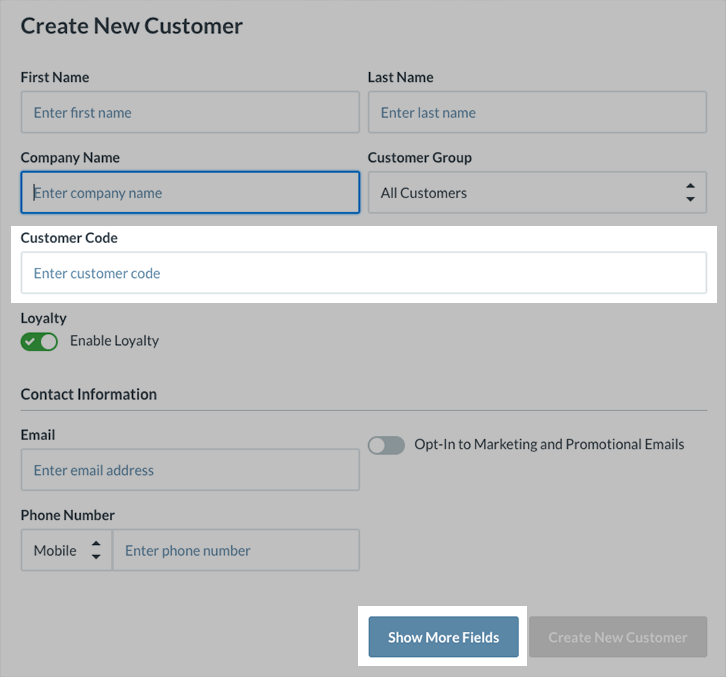 Create New Customer
First Name
Last Name
Enter first name
Enter last name
Company Name
Customer Group
Enter company name
All Customers
Customer Code
Enter customer code
Loyalty
Enable Loyalty
Contact Information
Email
Opt-In to Marketing and Promotional Emails
Enter email address
Phone Number
Mobile
Enter phone number
Show More Fields
Create New Customer